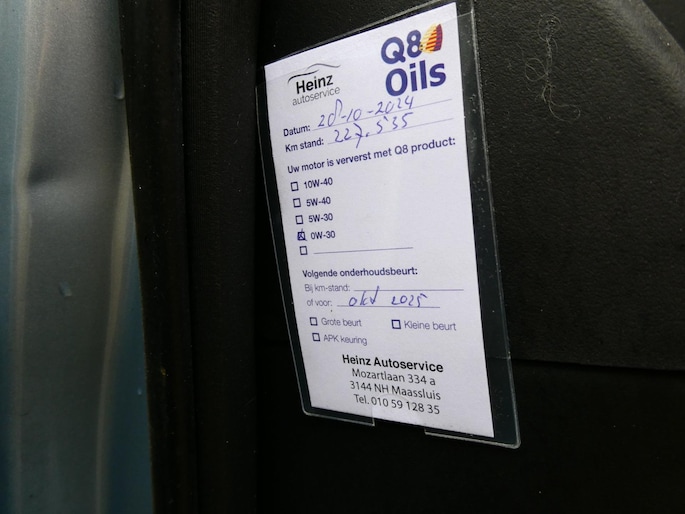 Q8
Oils
Heinz
autoservice
Datum: 28-10-2024
Km stand: 227.535
Uw motor is ververst met Q8 product:
10W-40
5W-40
5W-30
0W-30
Volgende onderhoudsbeurt:
Bij km-stand:
of voor: okt 2025
Grote beurt Kleine beurt
APK keuring
Heinz Autoservice
Mozartlaan 334 a
3144 NH Maassluis
Tel. 010 59 128 35